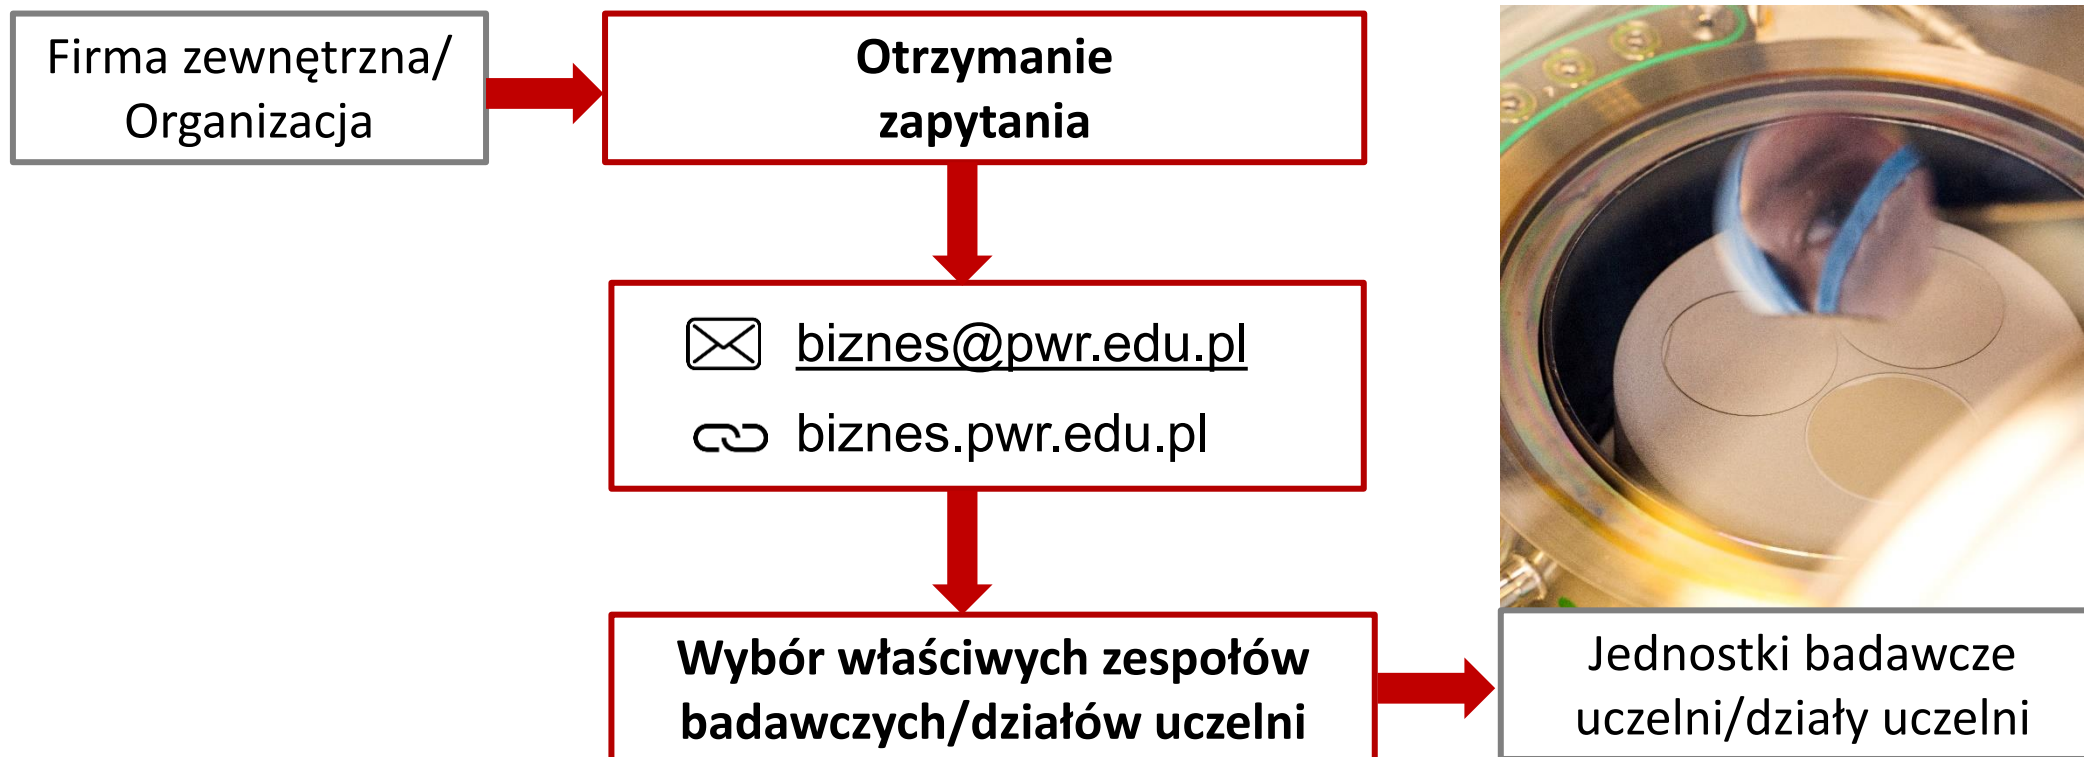 Firma zewnętrzna/
Organizacja
Otrzymanie
zapytania
biznes@pwr.edu.pl
biznes.pwr.edu.pl
Wybór właściwych zespołów
badawczych/działów uczelni
Jednostki badawcze
uczelni/działy uczelni